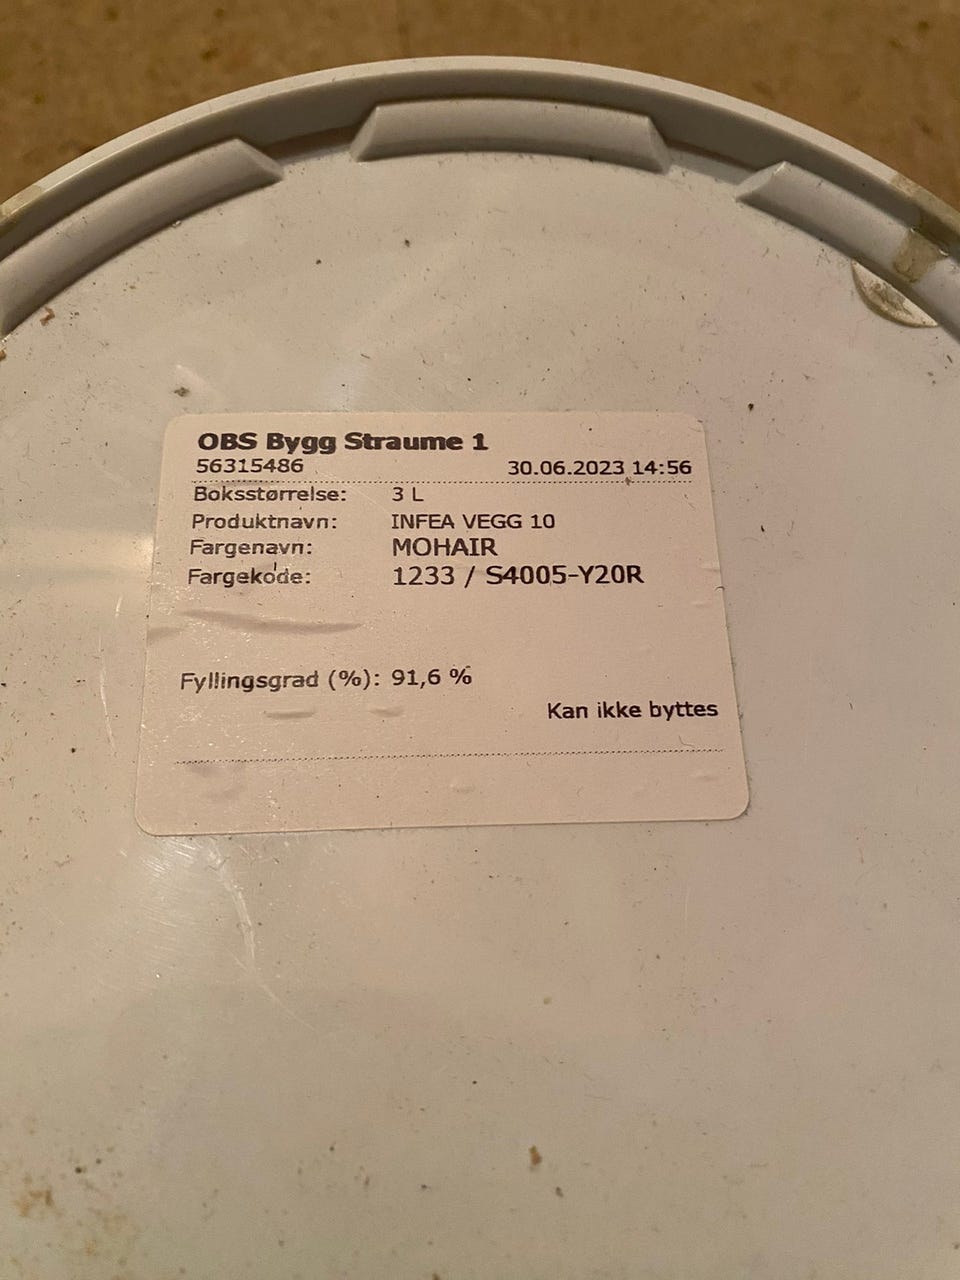 OBS Bygg Straume 1
56315486 30.06.2023 14:56
Boksstørrelse: 3 L
Produktnavn: INFEA VEGG 10
Fargenavn: MOHAIR
Fargekode: 1233 / S4005-Y20R
Fyllingsgrad (%): 91,6 %
Kan ikke byttes